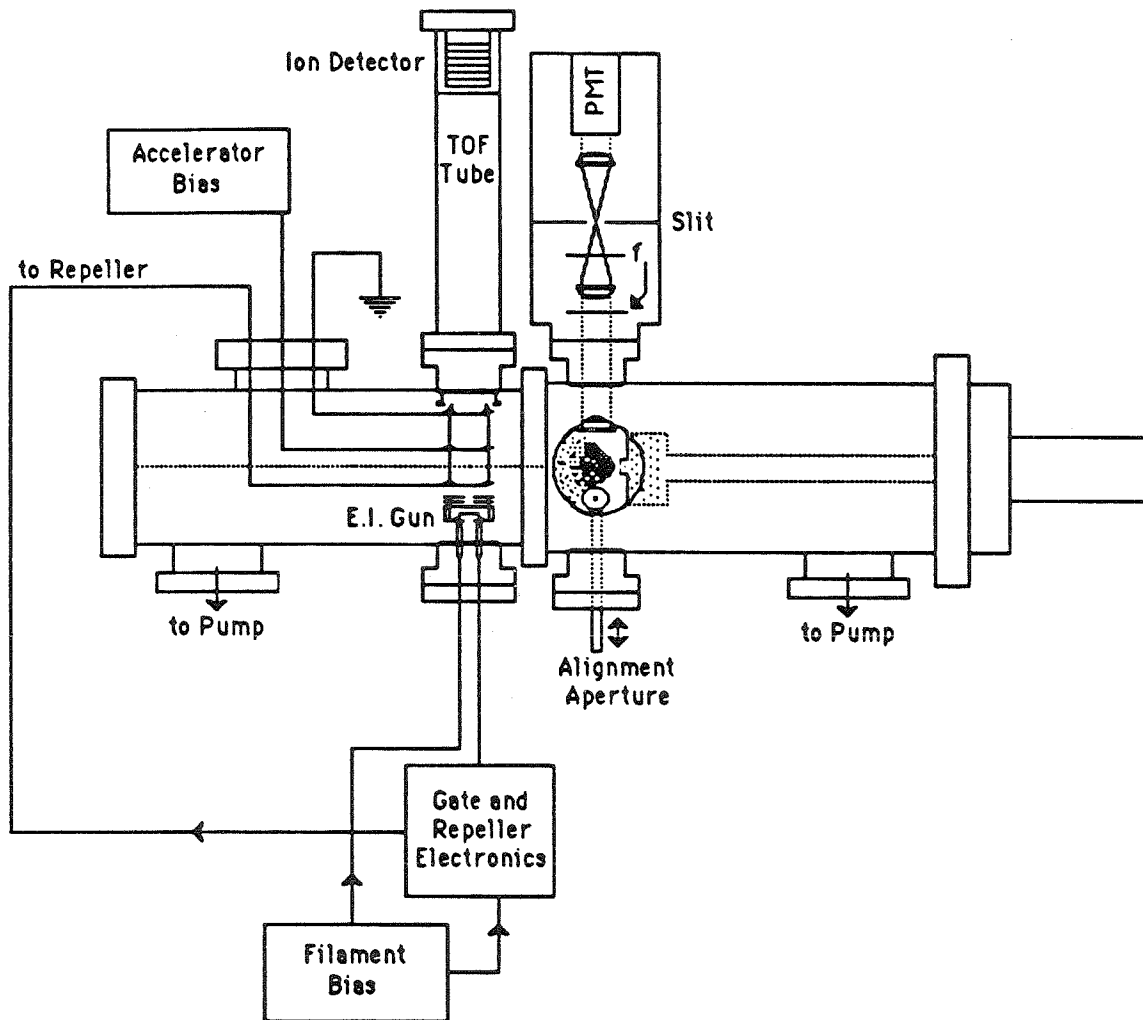 Ion Detector
PMT
TOF
Tube
Accelerator
Bias
Slit
to Repeller
E.I. Gun
to Pump
to Pump
Alignment
Aperture
Gate and
Repeller
Electronics
Filament
Bias